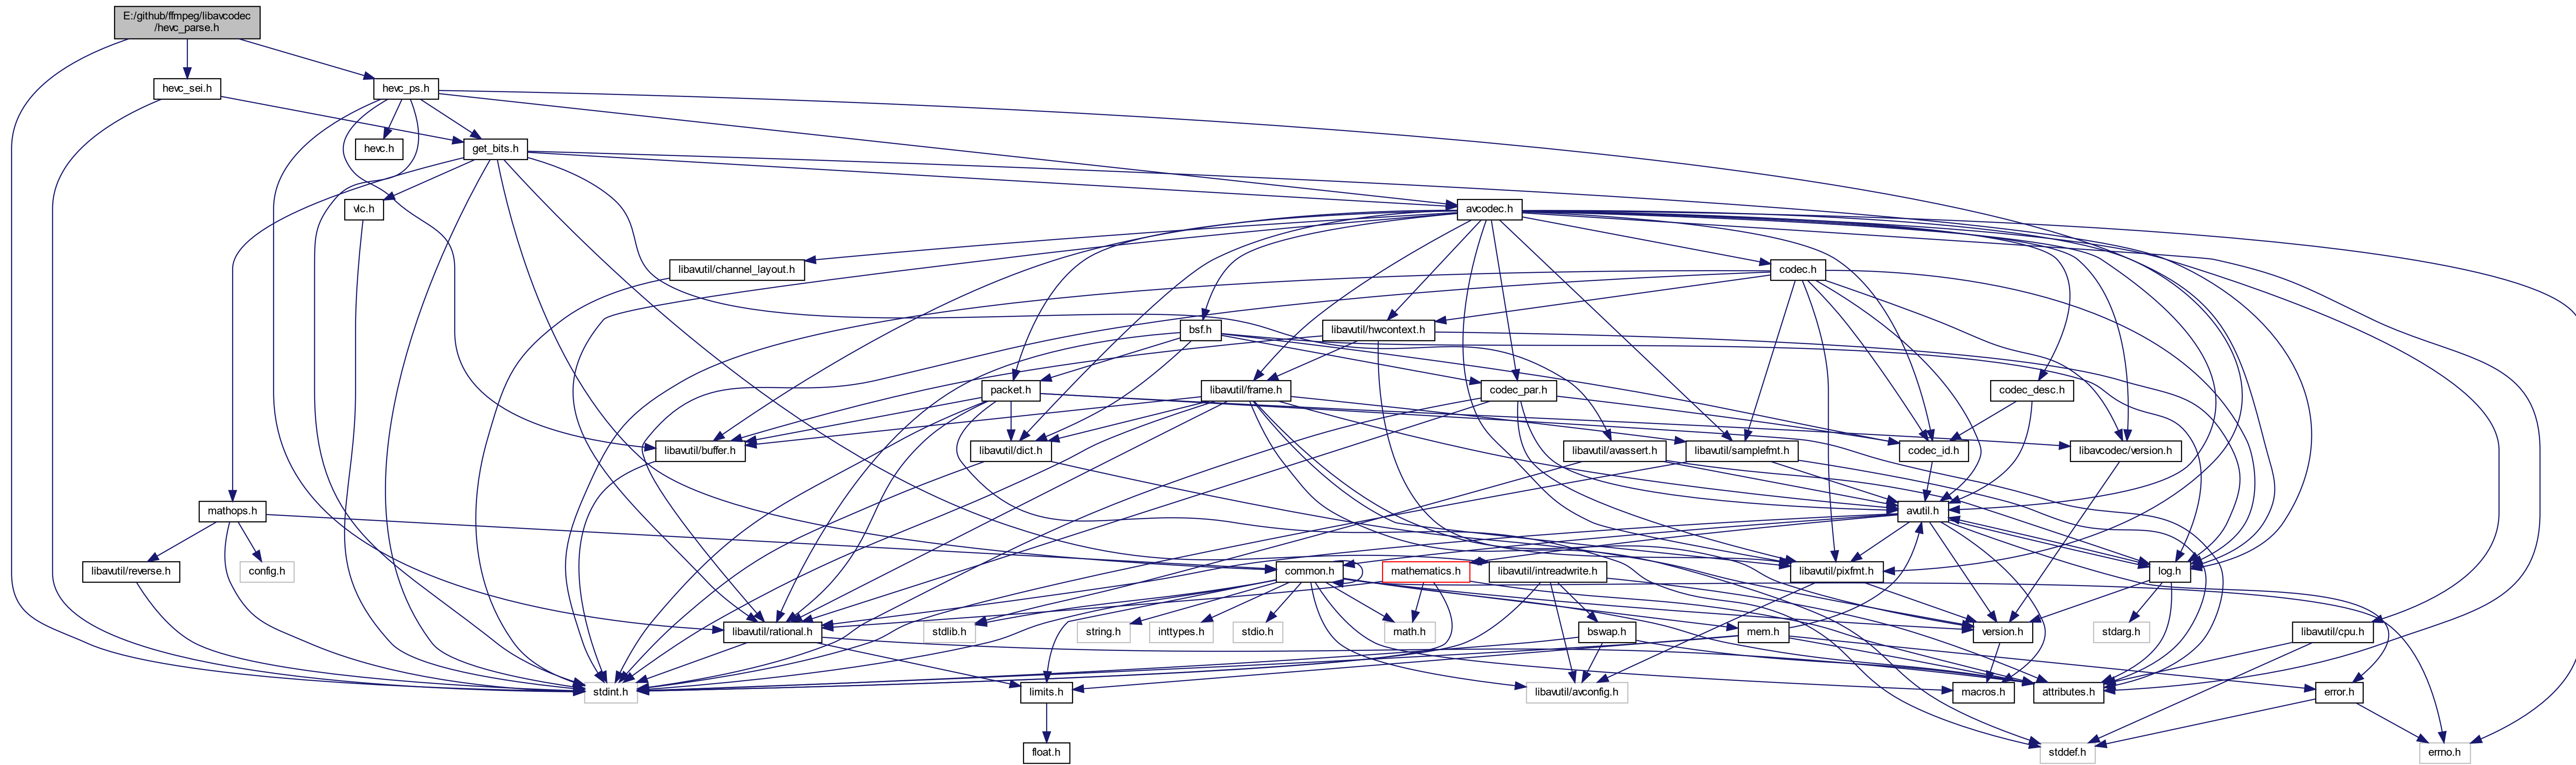 E:/github/ffmpeg/libavcodec
/hevc_parse.h
hevc_sei.h
hevc_ps.h
hevc.h
get_bits.h
vlc.h
avcodec.h
libavutil/channel_layout.h
codec.h
bsf.h
libavutil/hwcontext.h
packet.h
libavutil/frame.h
codec_par.h
codec_desc.h
libavutil/buffer.h
libavutil/dict.h
libavutil/avassert.h
libavutil/samplefmt.h
codec_id.h
libavcodec/version.h
mathops.h
avutil.h
libavutil/reverse.h
config.h
common.h
mathematics.h
libavutil/intreadwrite.h
libavutil/pixfmt.h
log.h
libavutil/rational.h
stdlib.h
string.h
inttypes.h
stdio.h
math.h
bswap.h
mem.h
version.h
stdarg.h
libavutil/cpu.h
stdint.h
limits.h
libavutil/avconfig.h
macros.h
attributes.h
error.h
float.h
stddef.h
errno.h